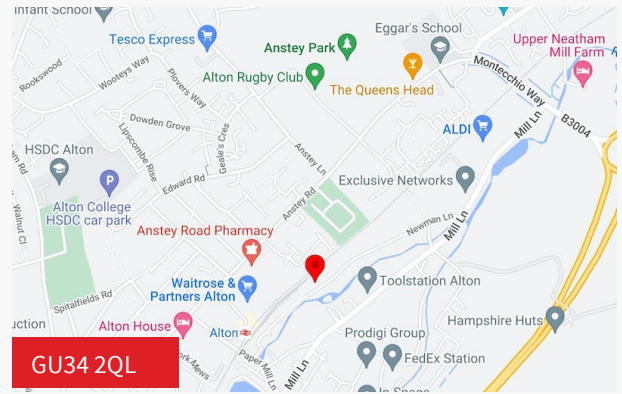 Infant School
Tesco Express
Eggar's School
Anstey Park
Upper Neatham
Mill Farm
Rookswood
Wooteys Way
Plovers Way
Alton Rugby Club
The Queens Head
Montecchio Way
Dowden Grove
Lipscombe Rise
Geale's Cres
ALDI
Mill Ln
B3004
HSDC Alton
Anstey Ln
Edward Rd
Exclusive Networks
Alton College
HSDC car park
Anstey Rd
Walnut Ct
Newman Ln
Mill Ln
Anstey Road Pharmacy
Waitrose &
Partners Alton
Toolstation Alton
Spitalfields Rd
Hampshire Huts
Alton House
Alton
Prodigi Group
FedEx Station
Paper Mill Ln
Mill Ln
GU34 2QL